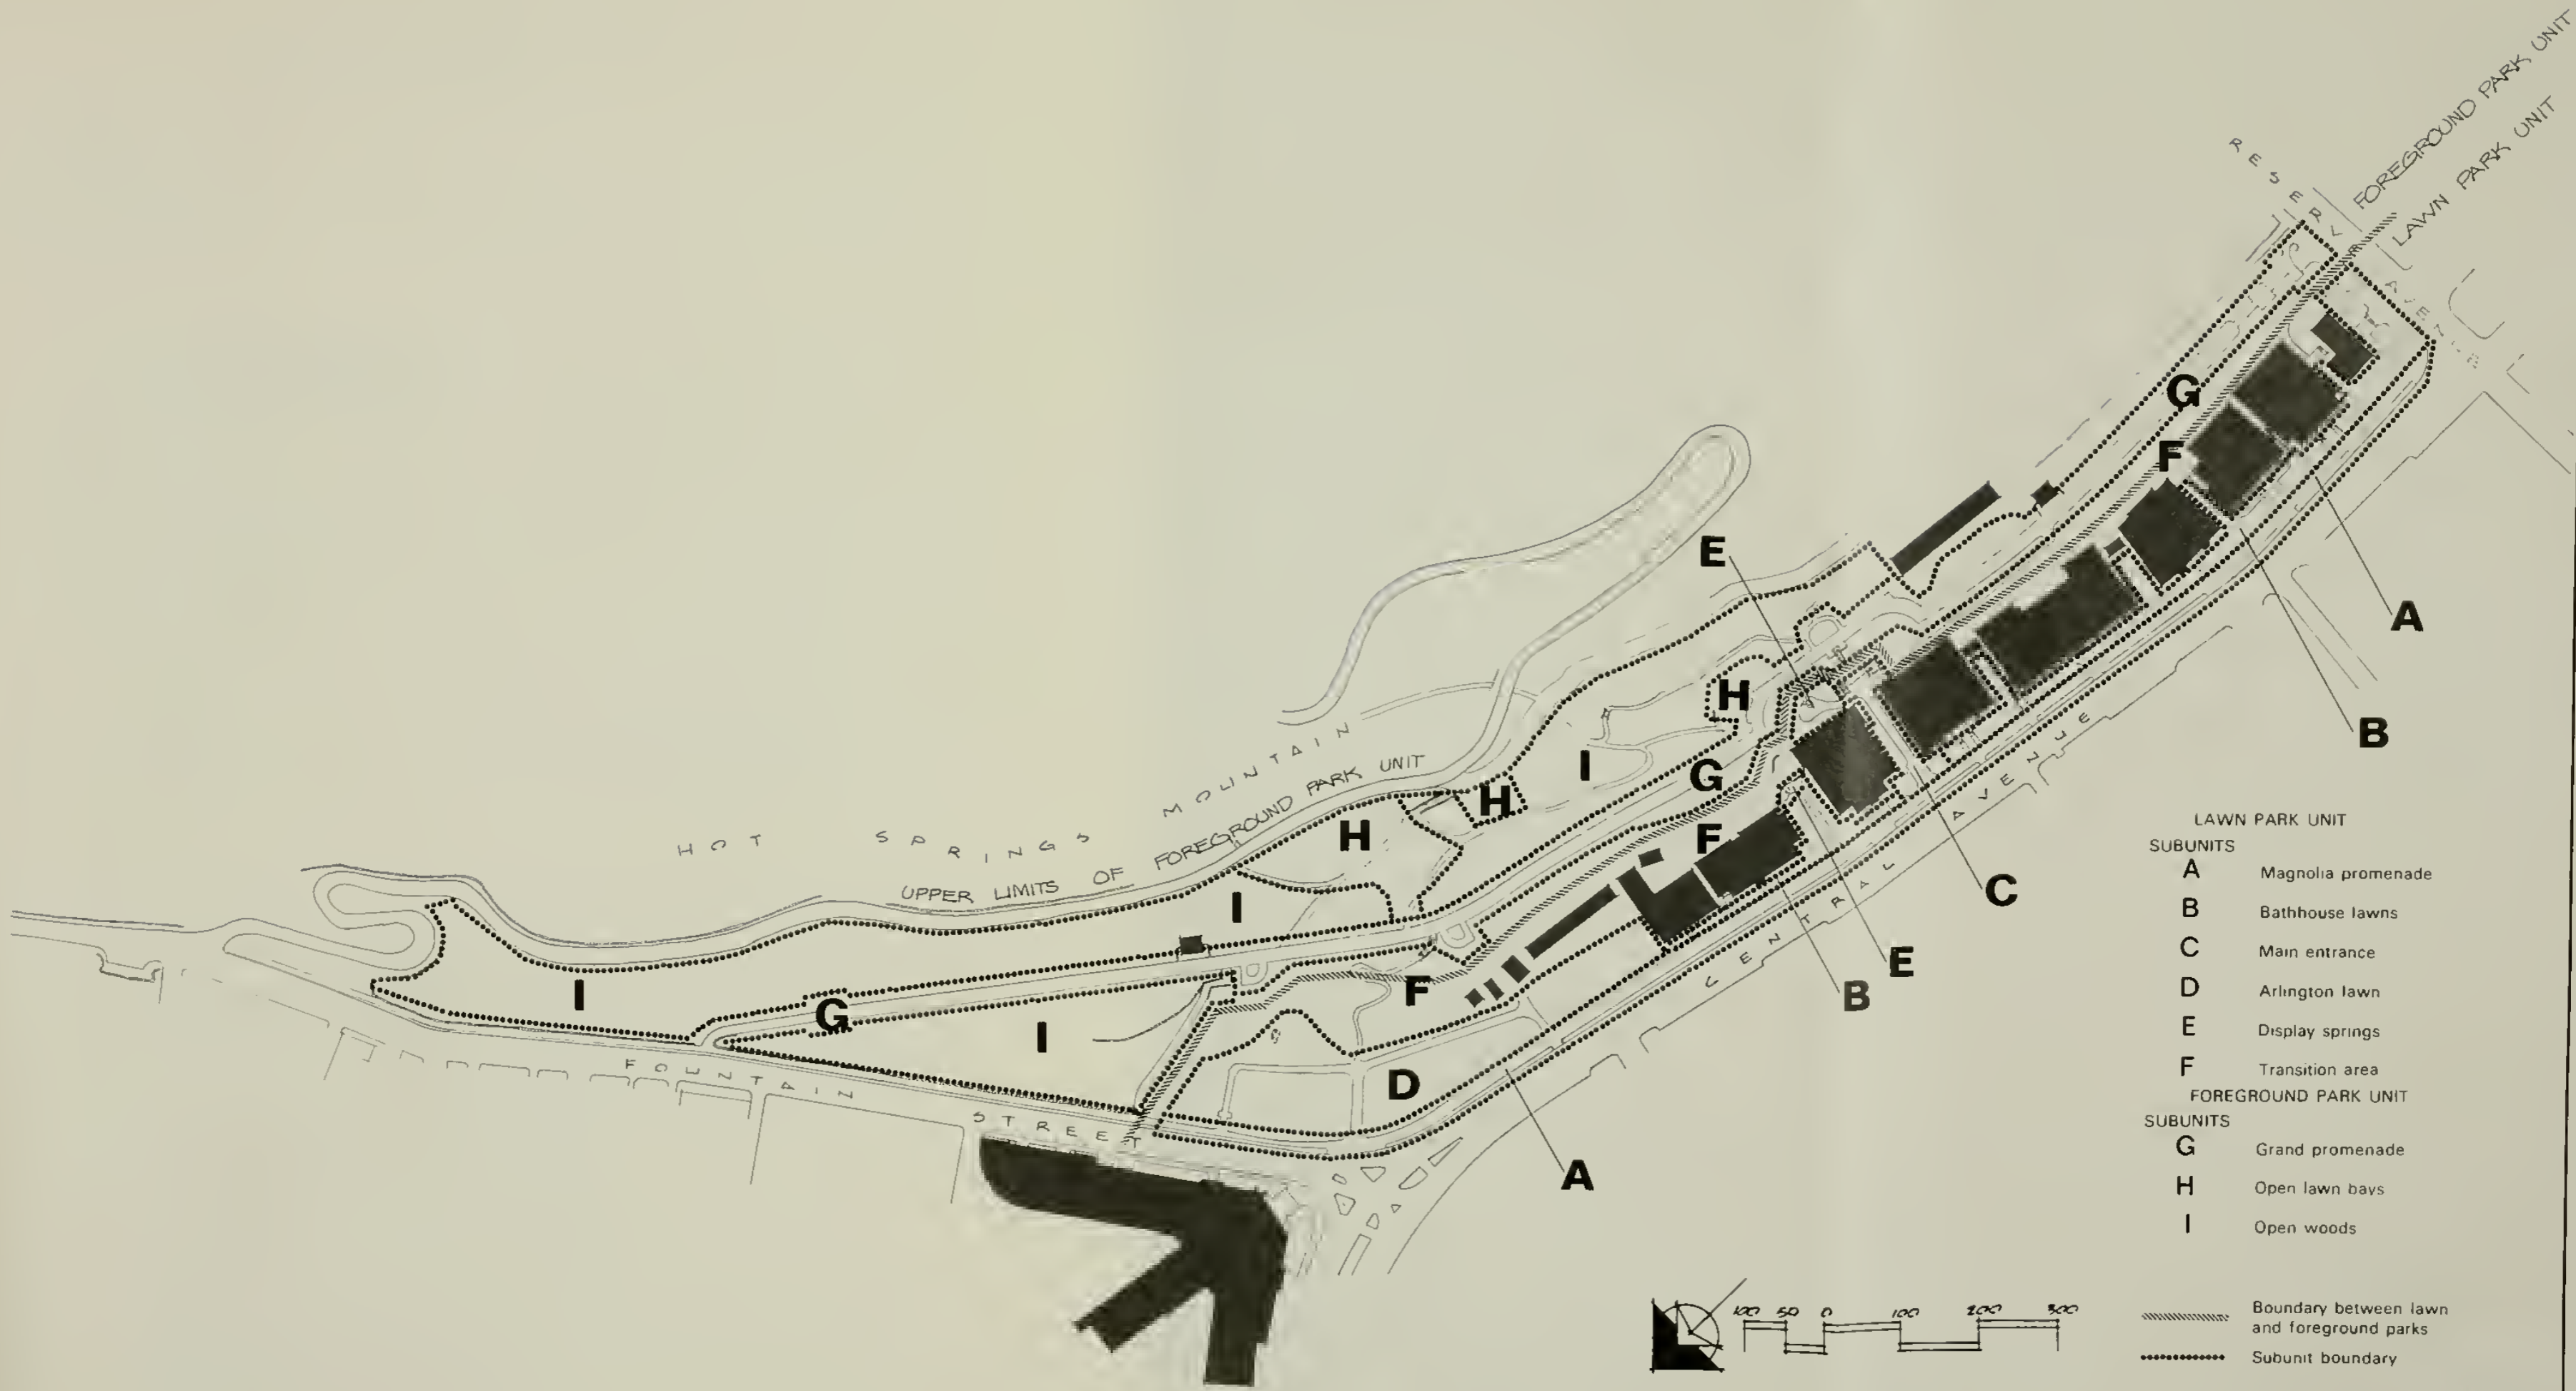 FOREGROUND PARK UNIT
LAWN PARK UNIT
RESERVE
AVENUE
G
F
E
A
H
B
I
G
H
H
F
C
HOT SPRINGS MOUNTAIN
UPPER LIMITS OF FOREGROUND PARK UNIT
I
CENTRAL AVENUE
E
B
I
G
F
I
D
FOUNTAIN STREET
A
LAWN PARK UNIT
SUBUNITS
A Magnolia promenade
B Bathhouse lawns
C Main entrance
D Arlington lawn
E Display springs
F Transition area
FOREGROUND PARK UNIT
SUBUNITS
G Grand promenade
H Open lawn bays
I Open woods
100 50 0 100 200 300
Boundary between lawn
and foreground parks
Subunit boundary